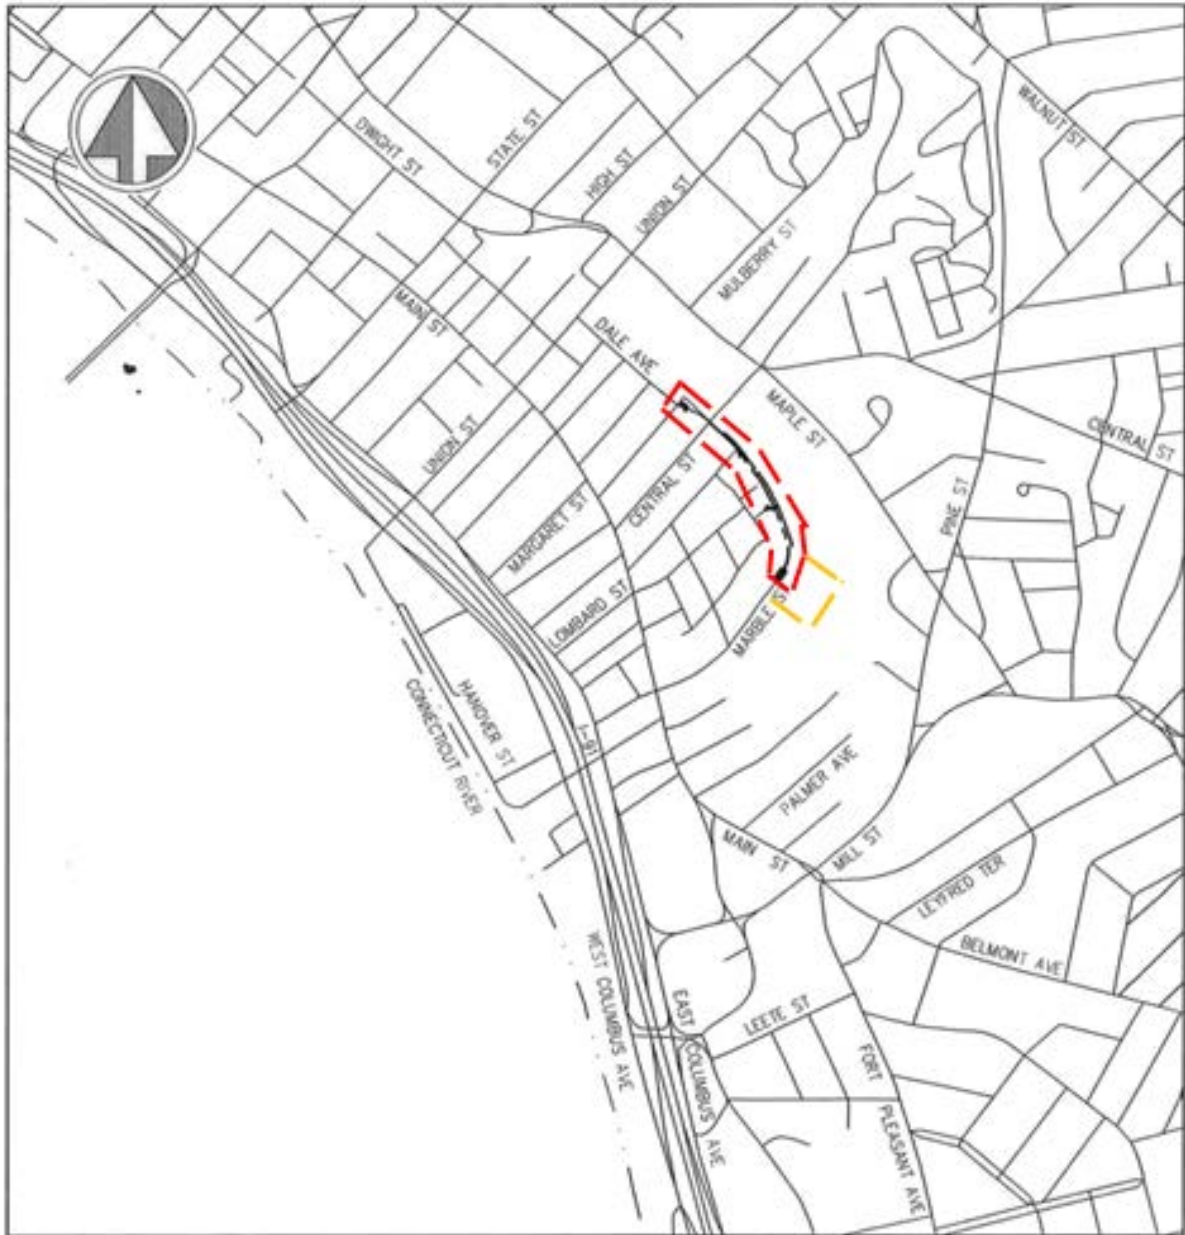 WALNUT ST
DWIGHT ST
STATE ST
HIGH ST
UNION ST
MULBERRY ST
MAIN ST
DALE AVE
MAPLE ST
CENTRAL ST
UNION ST
CENTRAL ST
PINE ST
MARGARET ST
LOMBARD ST
MARBLE S
HANOVER ST
CONNECTICUT RIVER
I-91
PALMER AVE
MAIN ST
MILL ST
LEYFRED TER
BELMONT AVE
WEST COLUMBUS AVE
EAST COLUMBUS AVE
LEETE ST
FORT PLEASANT AVE